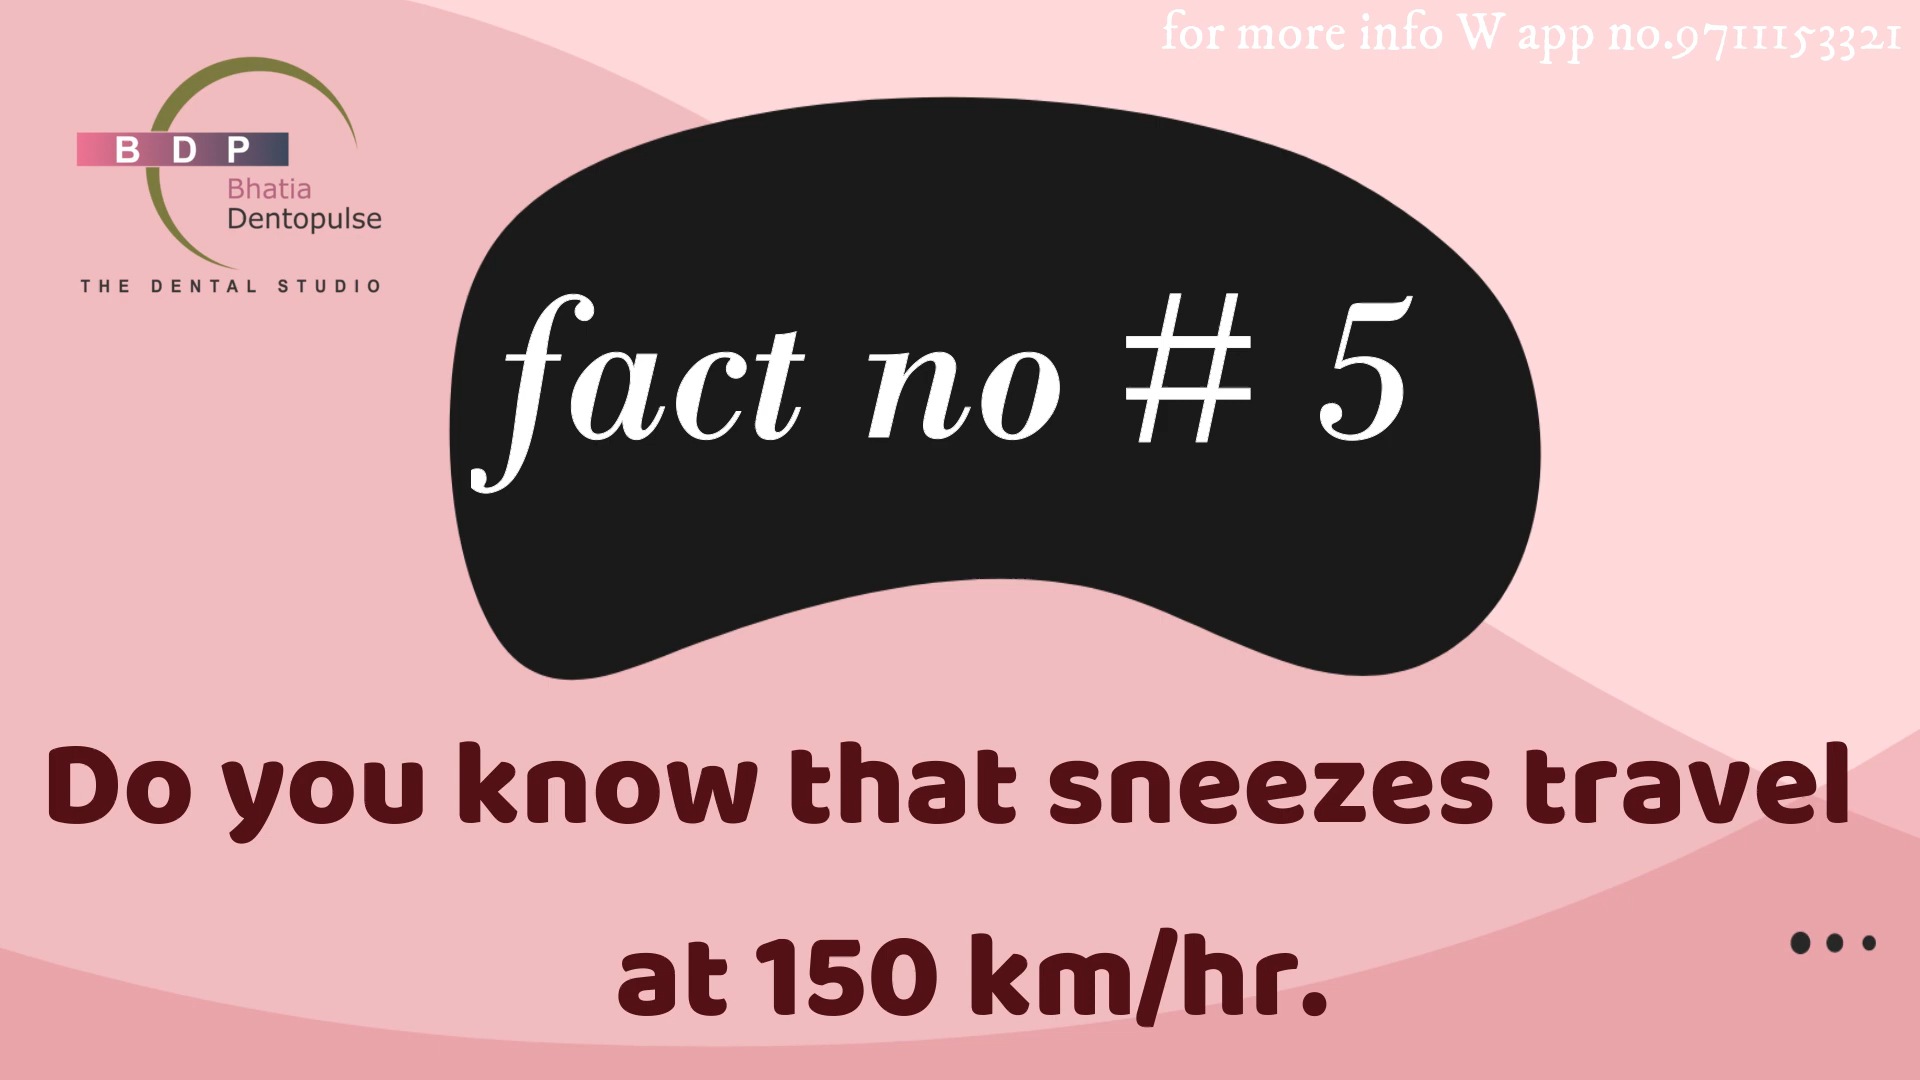 for more info W app no.9711153321
B D P
Bhatia
Dentopulse
THE DENTAL STUDIO
fact no # 5
Do you know that sneezes travel
at 150 km/hr.